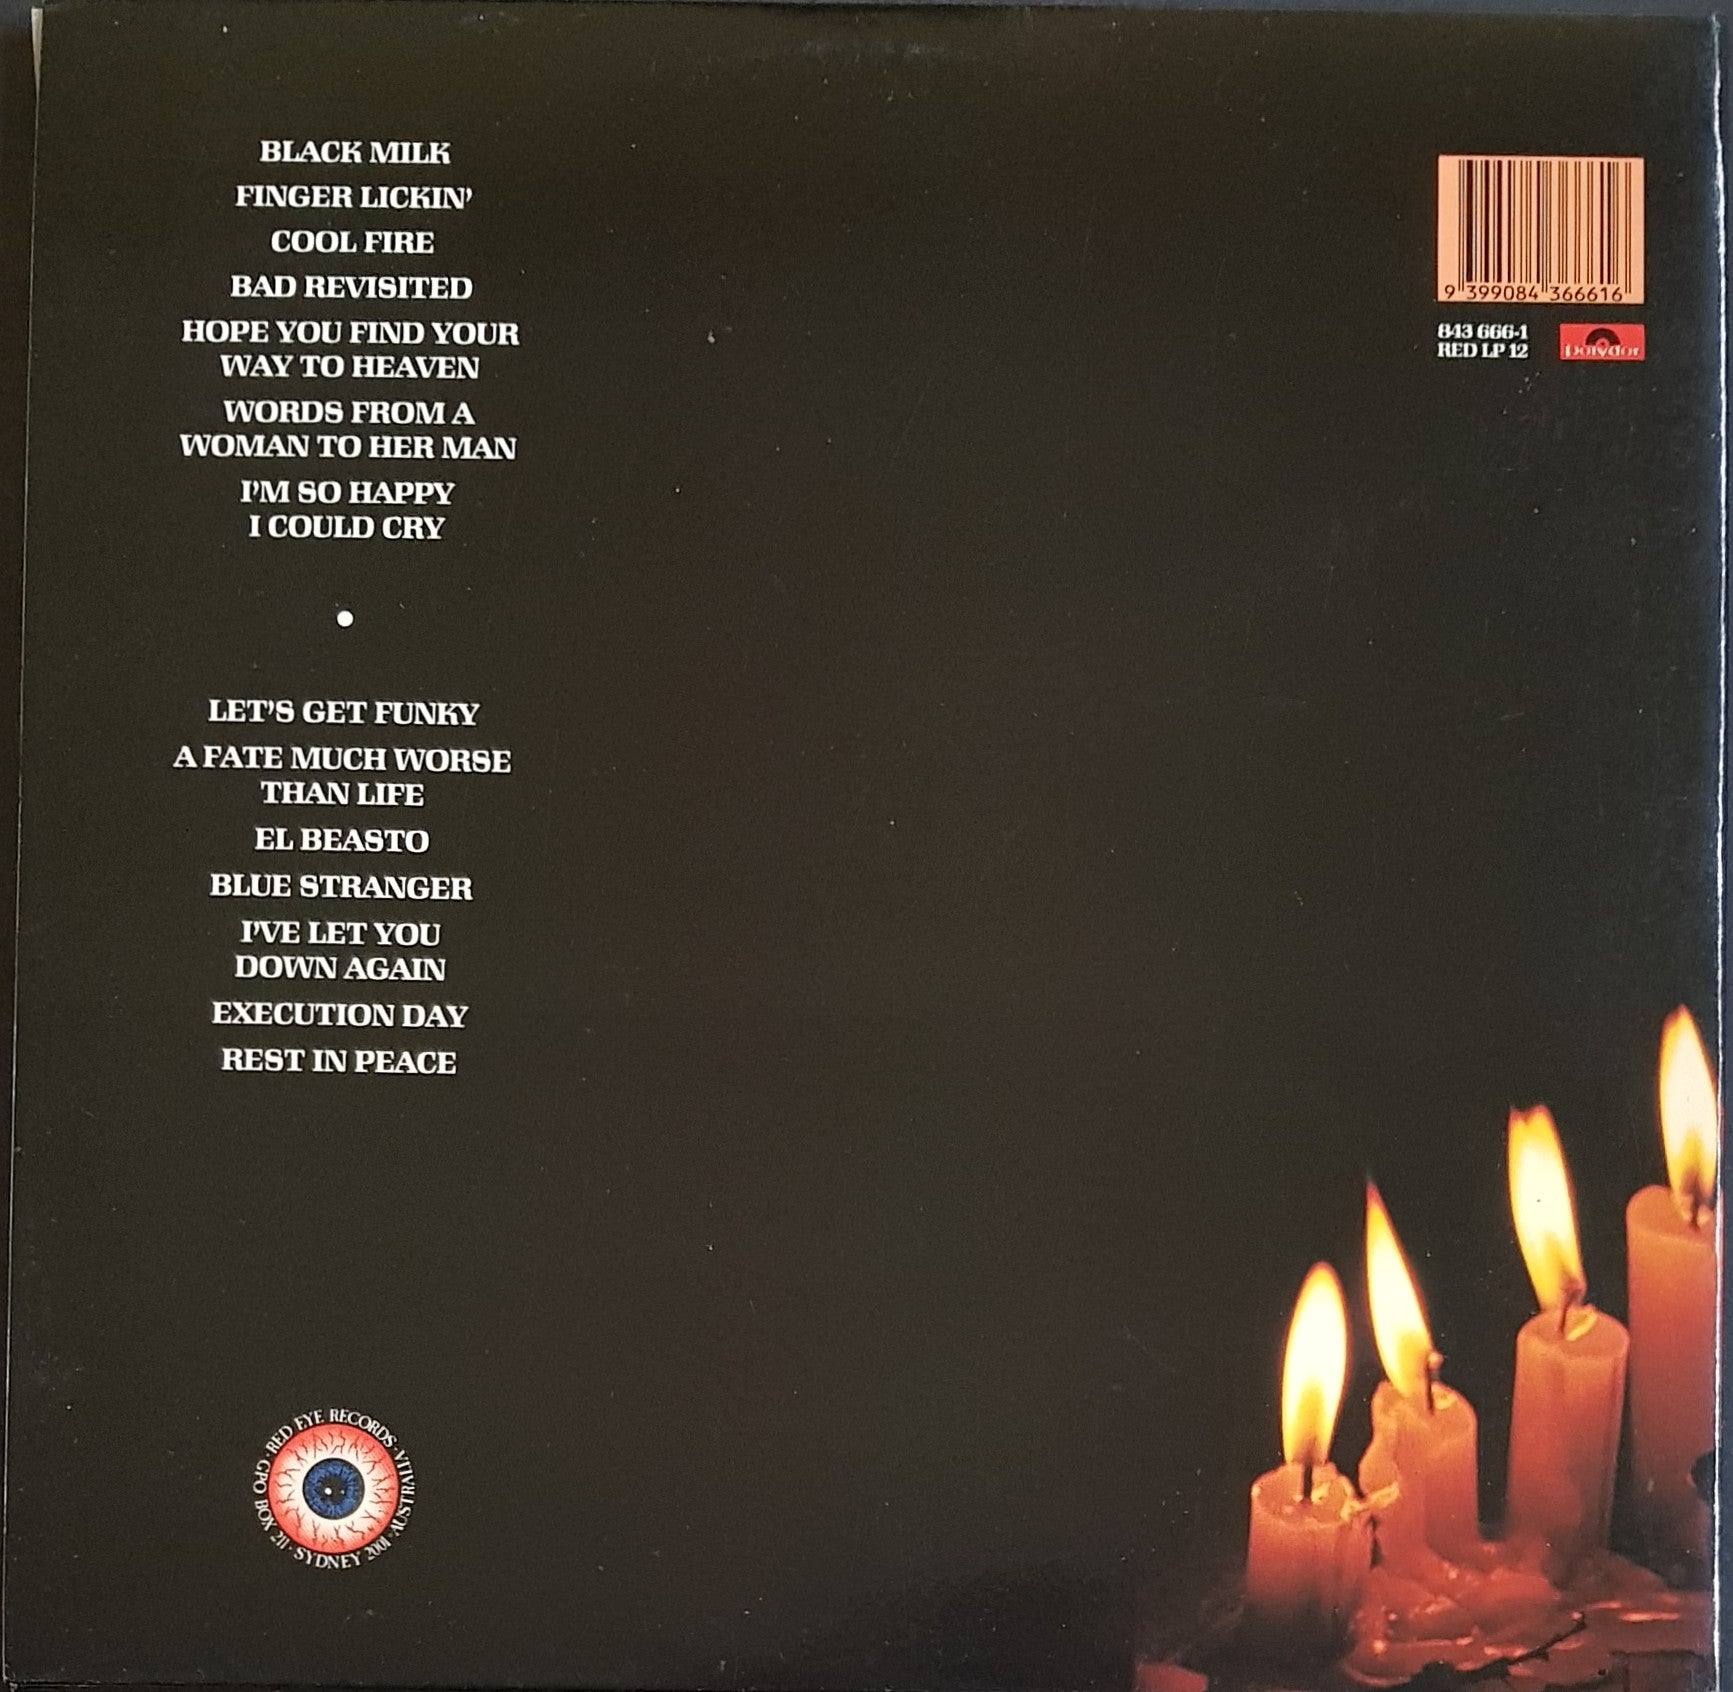 BLACK MILK
FINGER LICKIN'
COOL FIRE
BAD REVISITED
HOPE YOU FIND YOUR
WAY TO HEAVEN
WORDS FROM A
WOMAN TO HER MAN
I'M SO HAPPY
I COULD CRY
LET'S GET FUNKY
A FATE MUCH WORSE
THAN LIFE
EL BEASTO
BLUE STRANGER
I'VE LET YOU
DOWN AGAIN
EXECUTION DAY
REST IN PEACE
9 399084 366616
843 666-1
RED LP 12
polydor
RED EYE RECORDS · AUSTRALIA
GPO BOX 211 · SYDNEY 2001